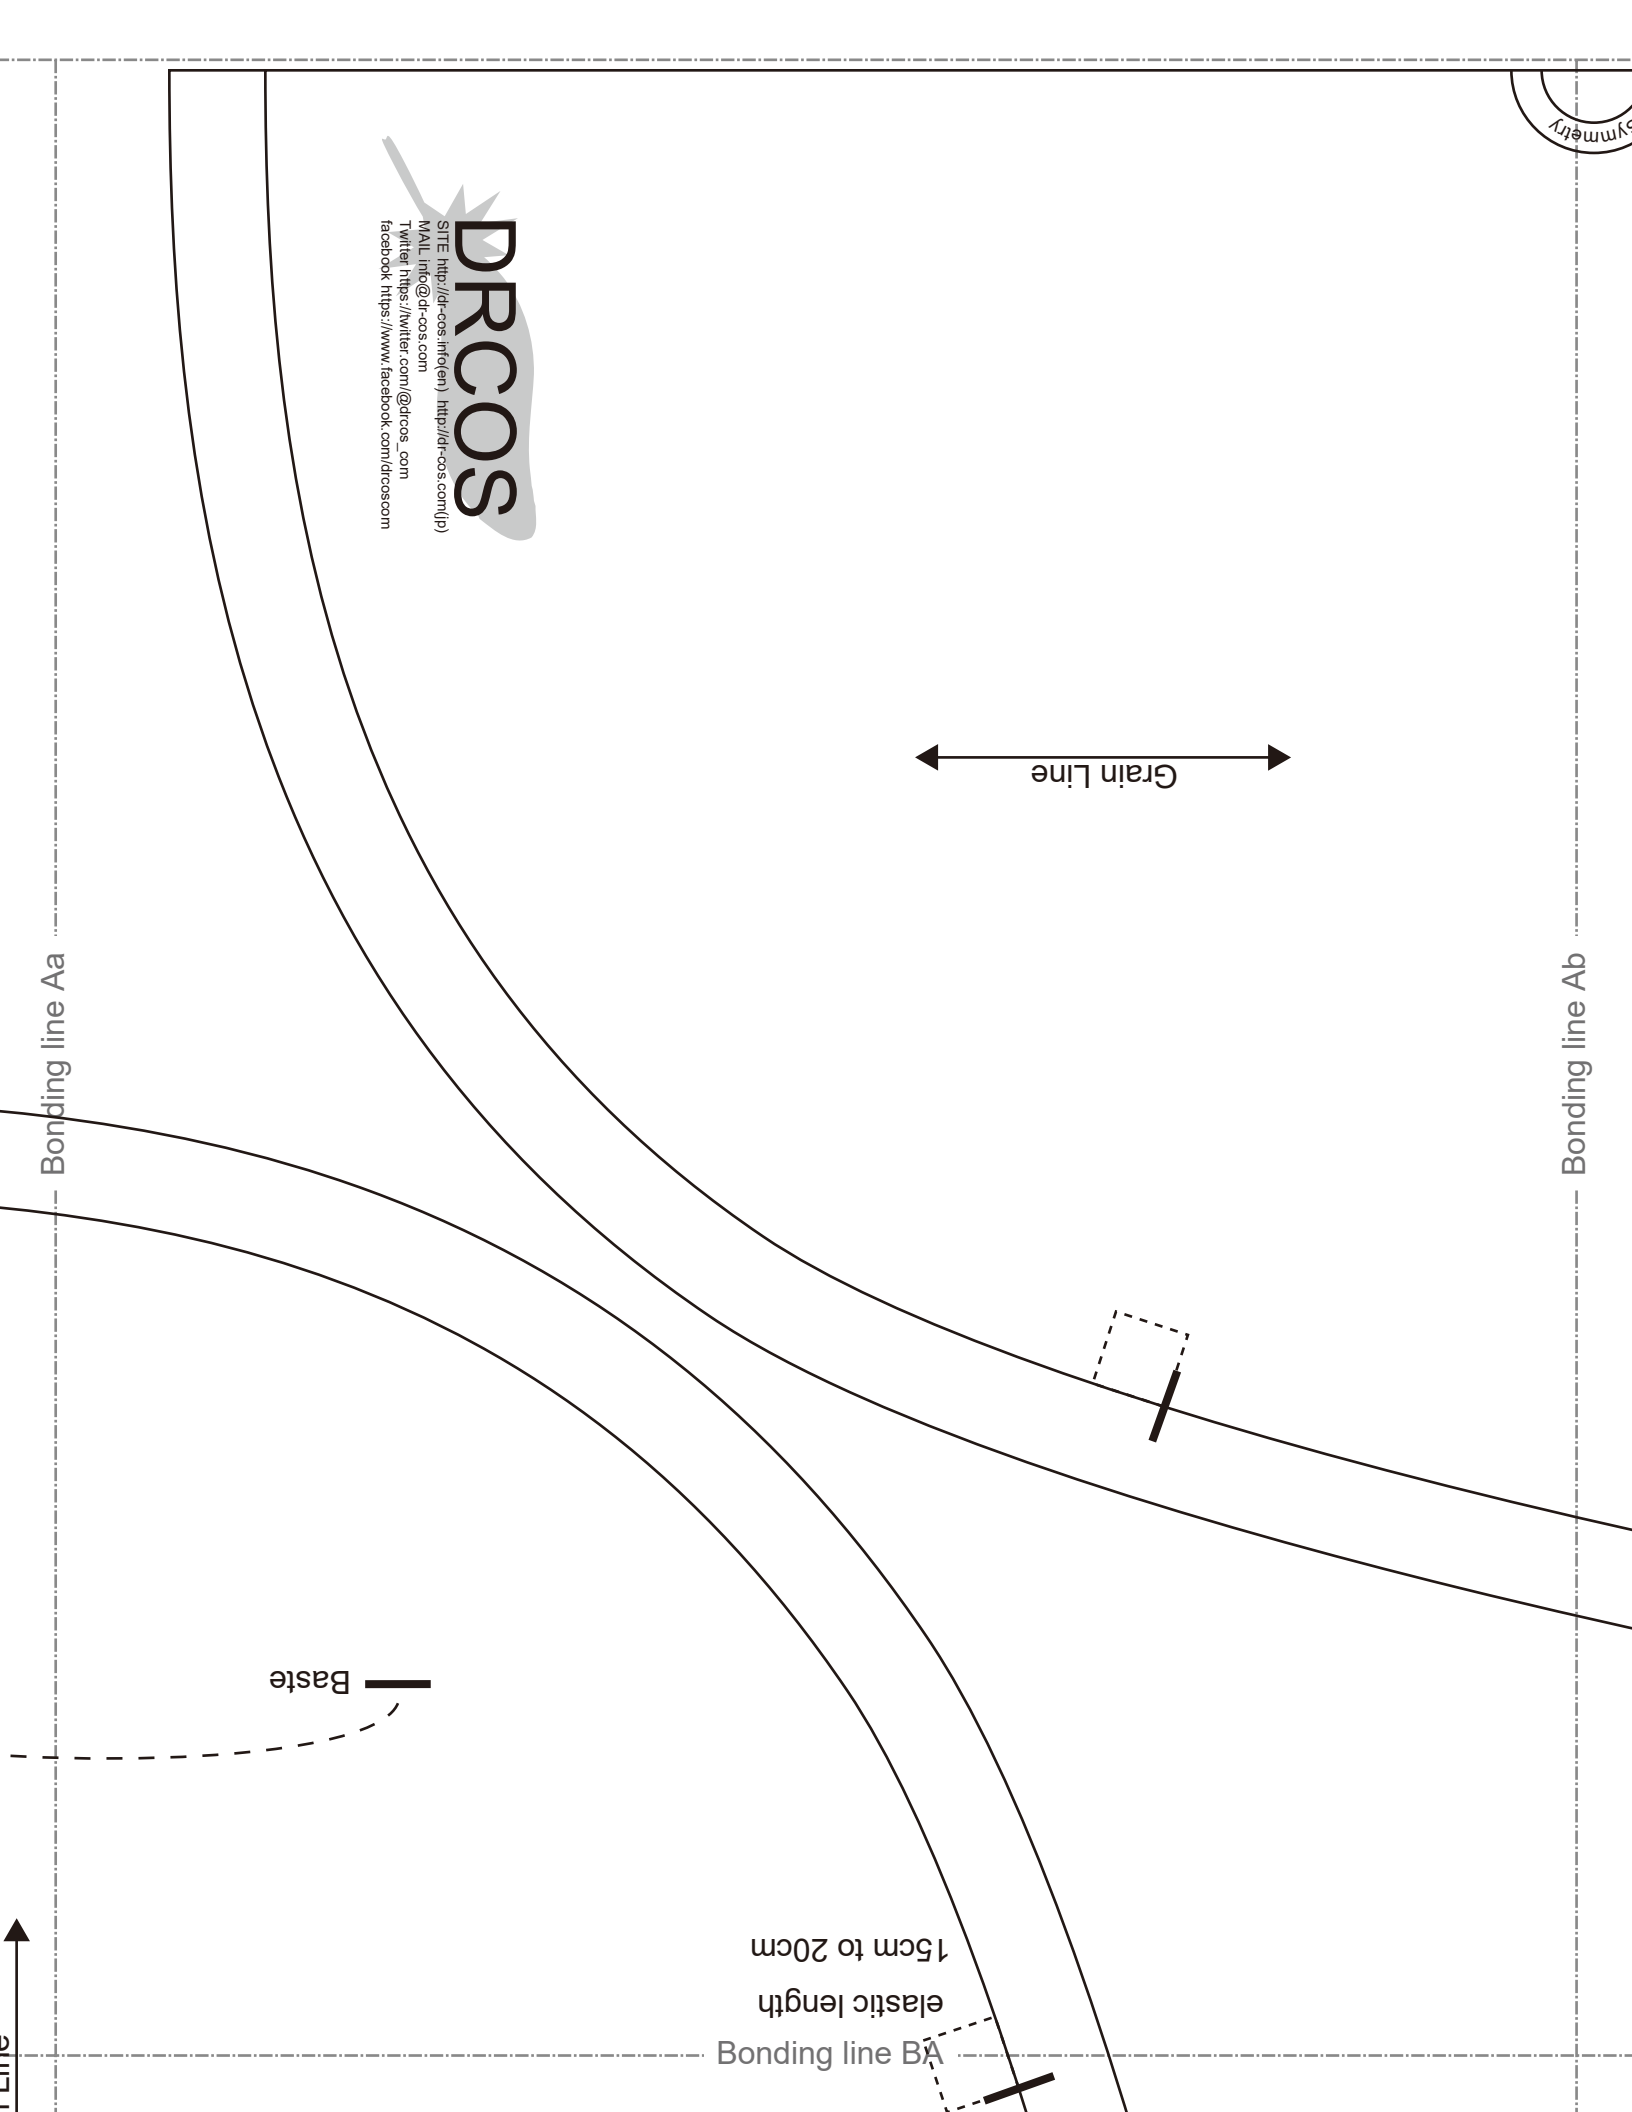 Symmetry
DRCOS
SITE http://dr-cos.info(en) http://dr-cos.com(jp)
MAIL info@dr-cos.com
Twitter https://twitter.com/@drcos_com
facebook https://www.facebook.com/drcoscom
Grain Line
Bonding line Aa
Bonding line Ab
Baste
elastic length
15cm to 20cm
Bonding line BA
Line